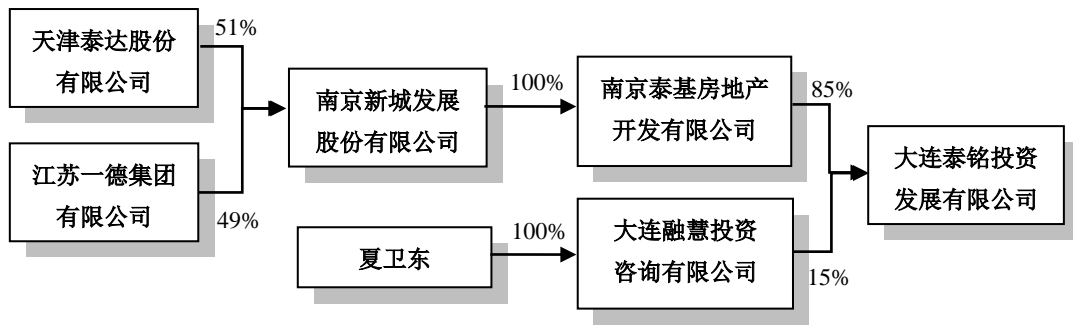 天津泰达股份
有限公司
51%
江苏一德集团
有限公司
49%
南京新城发展
股份有限公司
100%
南京泰基房地产
开发有限公司
85%
夏卫东
100%
大连融慧投资
咨询有限公司
15%
大连泰铭投资
发展有限公司